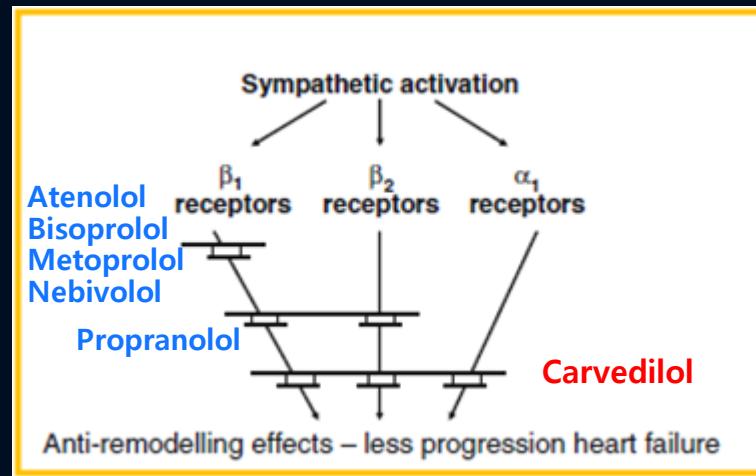 Sympathetic activation
β1 β2 α1
receptors receptors receptors
Atenolol
Bisoprolol
Metoprolol
Nebivolol
Propranolol
Carvedilol
Anti-remodelling effects – less progression heart failure